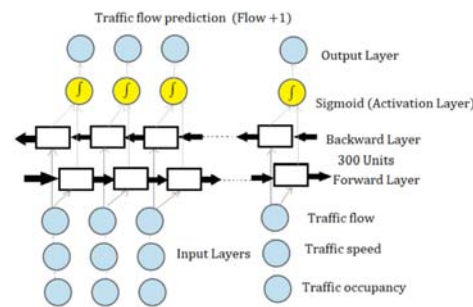 Traffic flow prediction (Flow +1)
Output Layer
∫ ∫ ∫ ∫
Sigmoid (Activation Layer)
Backward Layer
300 Units
Forward Layer
Traffic flow
Input Layers
Traffic speed
Traffic occupancy